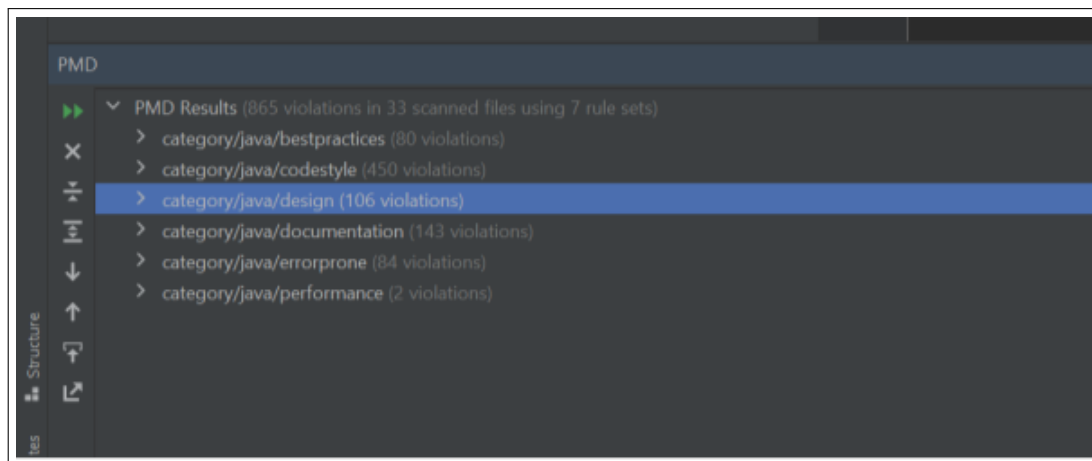 PMD
PMD Results (865 violations in 33 scanned files using 7 rule sets)
category/java/bestpractices (80 violations)
category/java/codestyle (450 violations)
category/java/design (106 violations)
category/java/documentation (143 violations)
category/java/errorprone (84 violations)
category/java/performance (2 violations)
Structure
tes